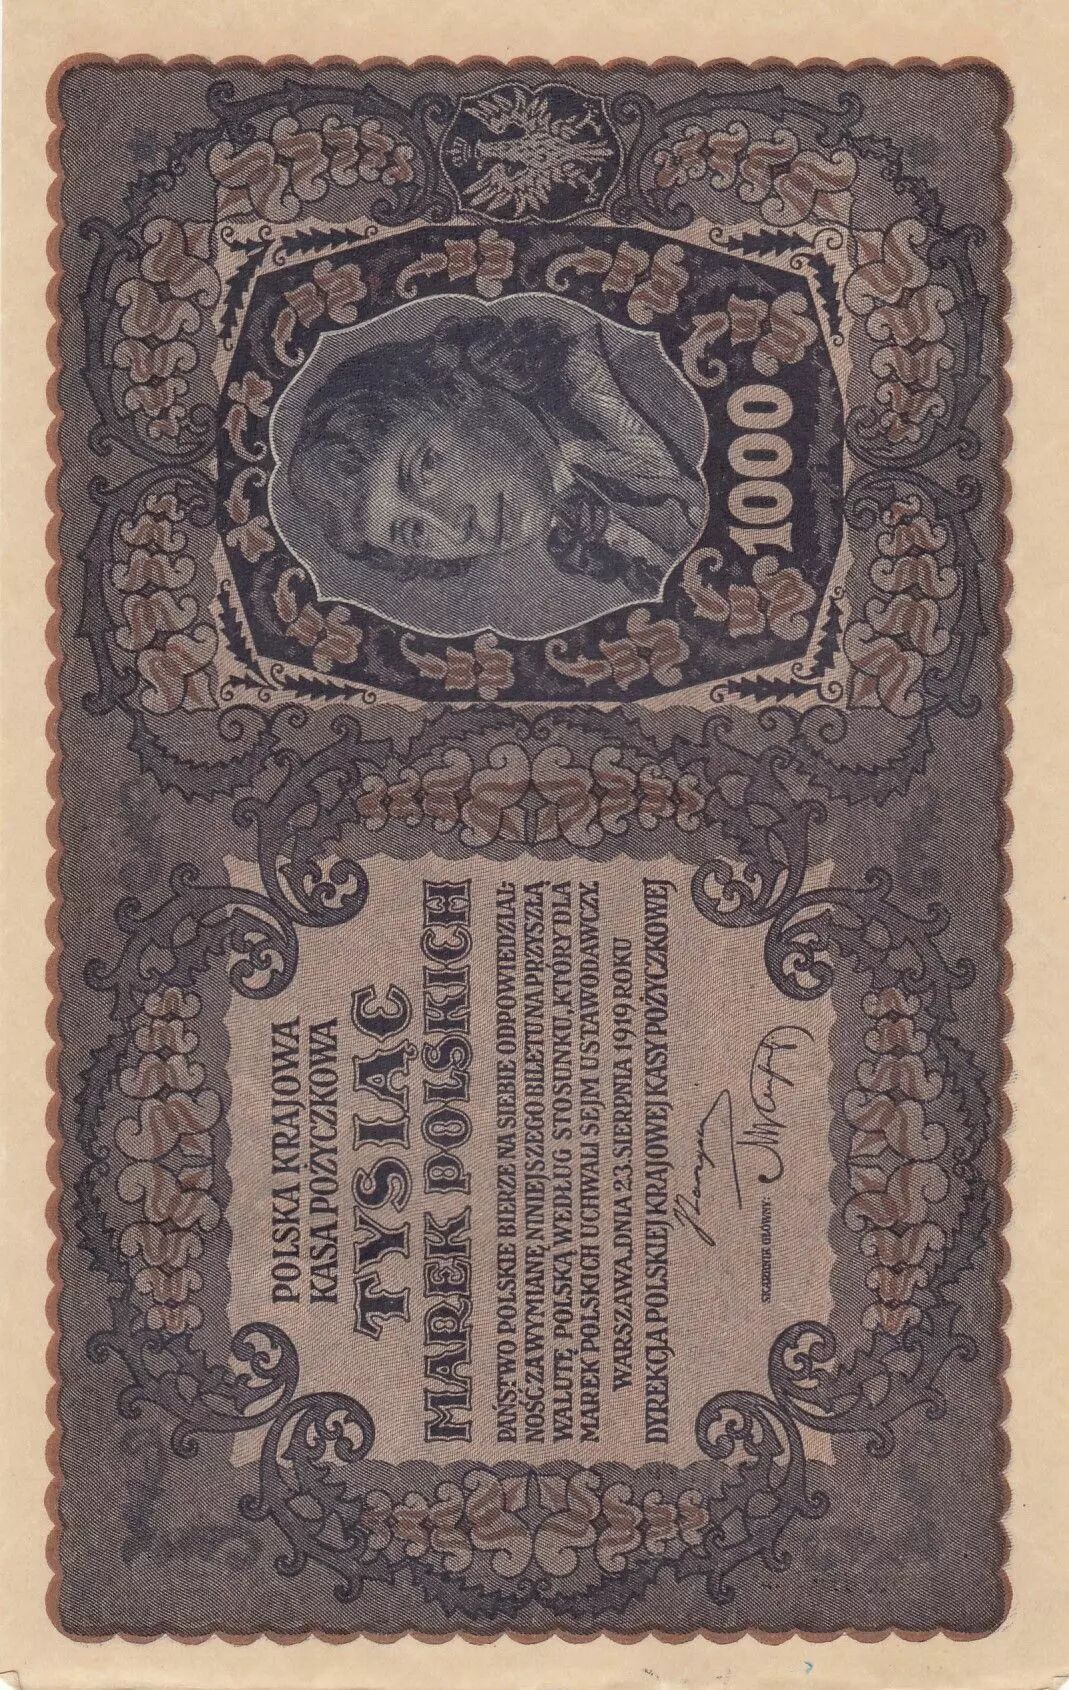 POLSKA KRAJOWA
KASA POŻYCZKOWA
TYSIĄC
MAREK POLSKICH
PAŃSTWO POLSKIE BIERZE NA SIEBIE ODPOWIEDZIAL-
NOŚĆ ZA WYMIANĘ NINIEJSZEGO BILETU NA PRZYSZŁĄ
WALUTĘ POLSKĄ WEDŁUG STOSUNKU, KTÓRY DLA
MAREK POLSKICH UCHWALI SEJM USTAWODAWCZY.
WARSZAWA, DNIA 23. SIERPNIA 1919 ROKU
DYREKCJA POLSKIEJ KRAJOWEJ KASY POŻYCZKOWEJ
SKARBNIK GŁÓWNY:
1000